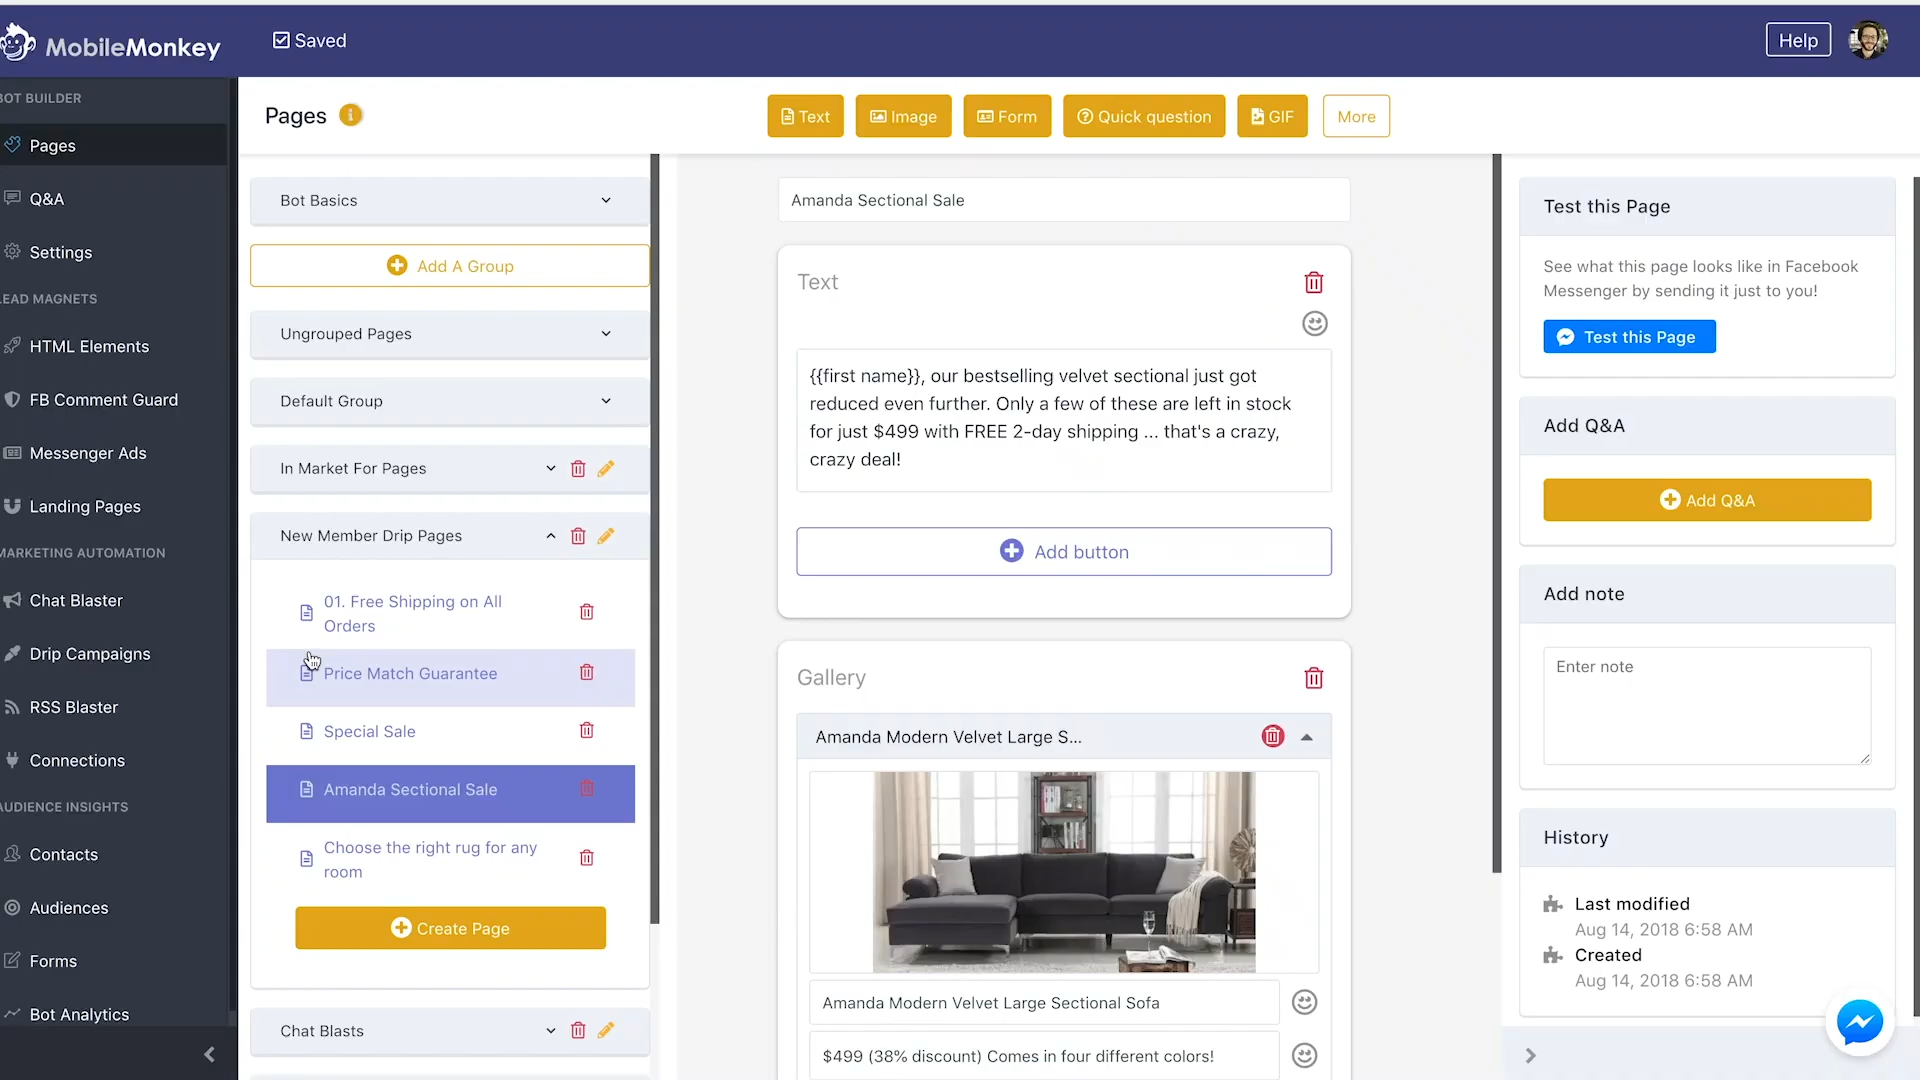 MobileMonkey
Saved
Help
BOT BUILDER
Pages
Q&A
Settings
LEAD MAGNETS
HTML Elements
FB Comment Guard
Messenger Ads
Landing Pages
MARKETING AUTOMATION
Chat Blaster
Drip Campaigns
RSS Blaster
Connections
AUDIENCE INSIGHTS
Contacts
Audiences
Forms
Bot Analytics
Pages
Text
Image
Form
Quick question
GIF
More
Bot Basics
Add A Group
Ungrouped Pages
Default Group
In Market For Pages
New Member Drip Pages
01. Free Shipping on All
Orders
Price Match Guarantee
Special Sale
Amanda Sectional Sale
Choose the right rug for any
room
Create Page
Chat Blasts
Amanda Sectional Sale
Text
{{first name}}, our bestselling velvet sectional just got
reduced even further. Only a few of these are left in stock
for just $499 with FREE 2-day shipping ... that's a crazy,
crazy deal!
Add button
Gallery
Amanda Modern Velvet Large S...
Amanda Modern Velvet Large Sectional Sofa
$499 (38% discount) Comes in four different colors!
Test this Page
See what this page looks like in Facebook
Messenger by sending it just to you!
Test this Page
Add Q&A
Add Q&A
Add note
Enter note
History
Last modified
Aug 14, 2018 6:58 AM
Created
Aug 14, 2018 6:58 AM